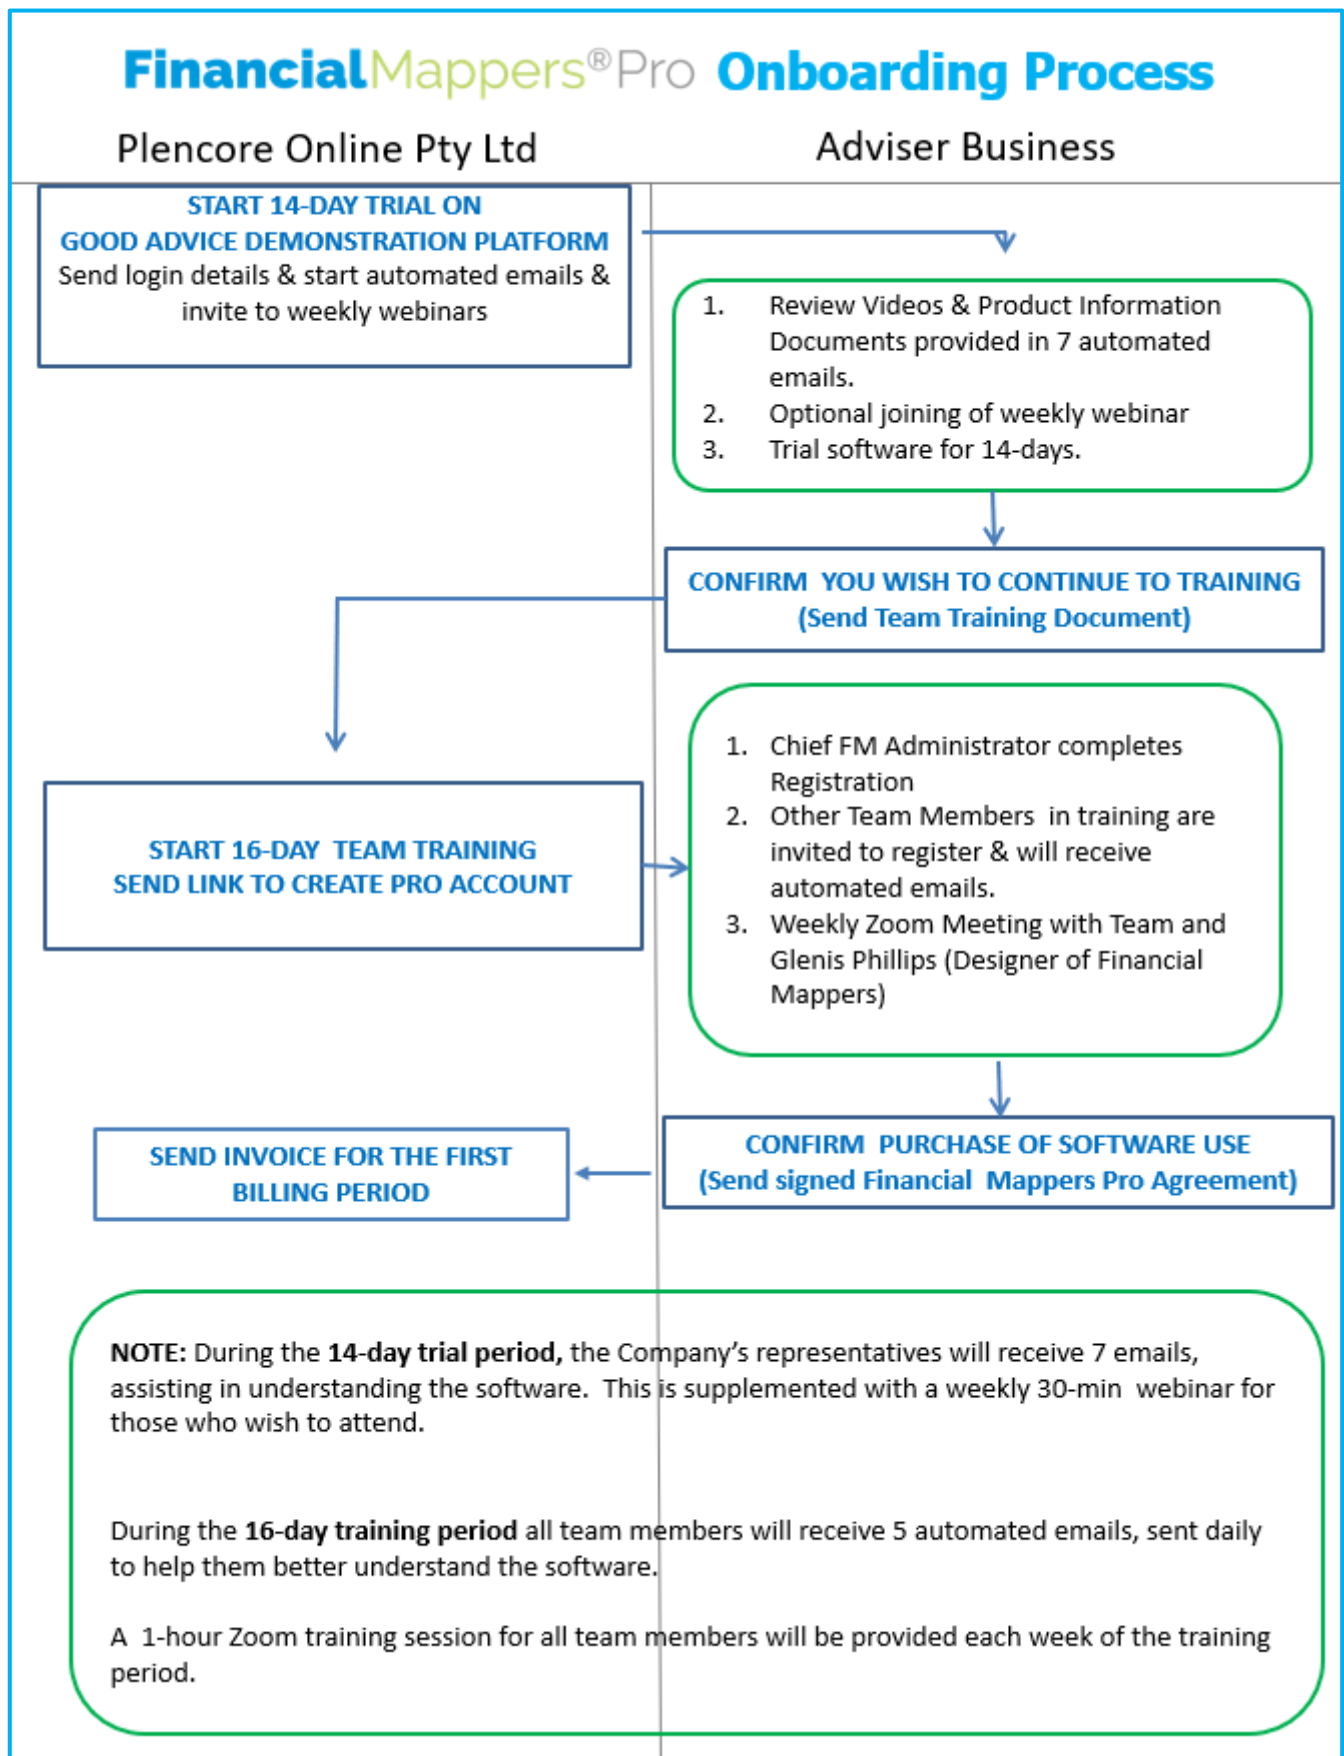 FinancialMappers®Pro Onboarding Process
Plencore Online Pty Ltd
Adviser Business
START 14-DAY TRIAL ON
GOOD ADVICE DEMONSTRATION PLATFORM
Send login details & start automated emails &
invite to weekly webinars
1. Review Videos & Product Information
Documents provided in 7 automated
emails.
2. Optional joining of weekly webinar
3. Trial software for 14-days.
CONFIRM YOU WISH TO CONTINUE TO TRAINING
(Send Team Training Document)
START 16-DAY TEAM TRAINING
SEND LINK TO CREATE PRO ACCOUNT
1. Chief FM Administrator completes
Registration
2. Other Team Members in training are
invited to register & will receive
automated emails.
3. Weekly Zoom Meeting with Team and
Glenis Phillips (Designer of Financial
Mappers)
CONFIRM PURCHASE OF SOFTWARE USE
(Send signed Financial Mappers Pro Agreement)
SEND INVOICE FOR THE FIRST
BILLING PERIOD
NOTE: During the 14-day trial period, the Company's representatives will receive 7 emails,
assisting in understanding the software. This is supplemented with a weekly 30-min webinar for
those who wish to attend.
During the 16-day training period all team members will receive 5 automated emails, sent daily
to help them better understand the software.
A 1-hour Zoom training session for all team members will be provided each week of the training
period.